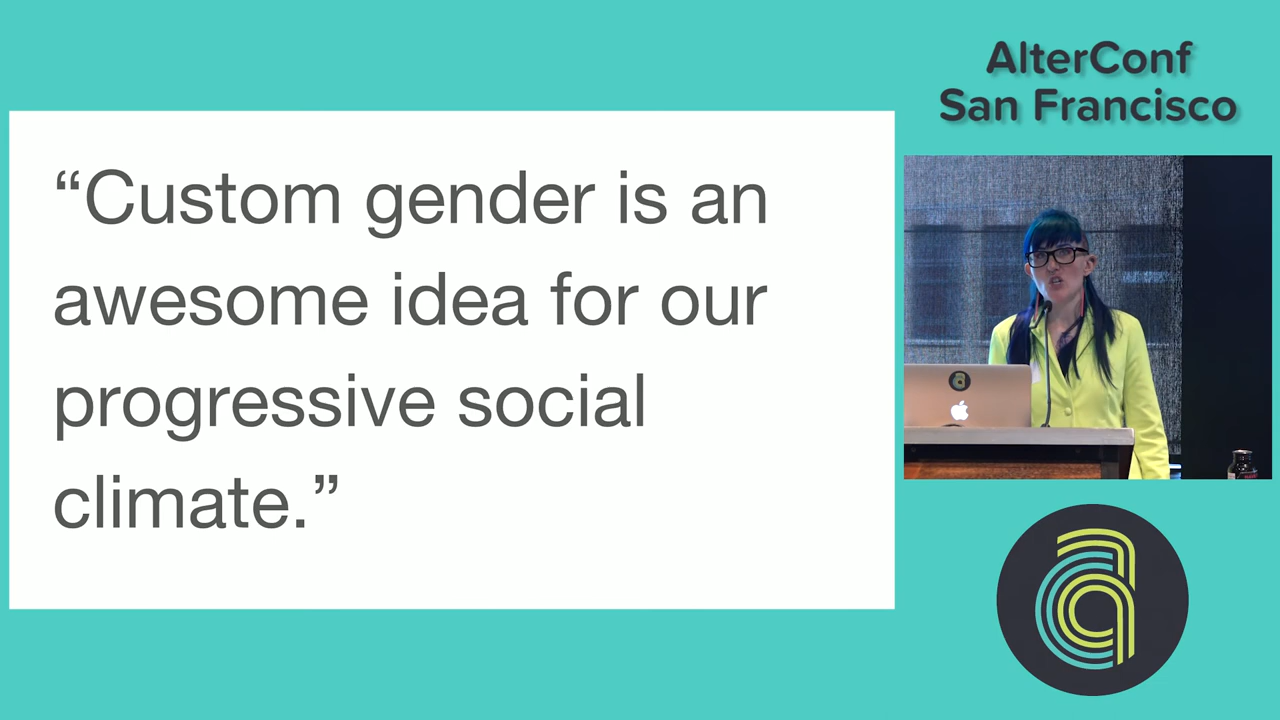 AlterConf
San Francisco
“Custom gender is an
awesome idea for our
progressive social
climate.”